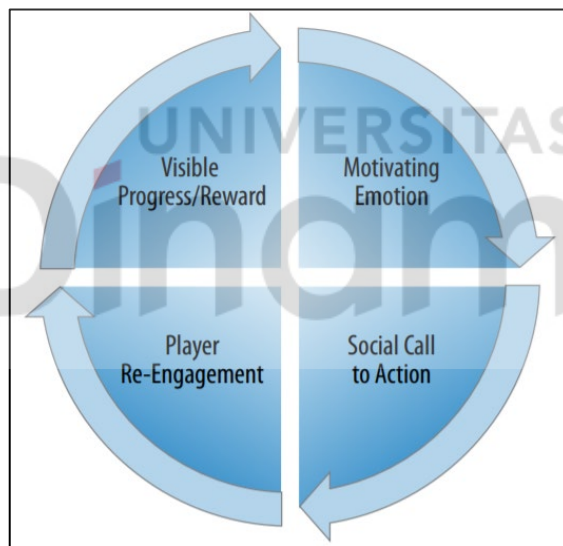 UNIVERSITAS
Dinam
Visible
Progress/Reward
Motivating
Emotion
Player
Re-Engagement
Social Call
to Action